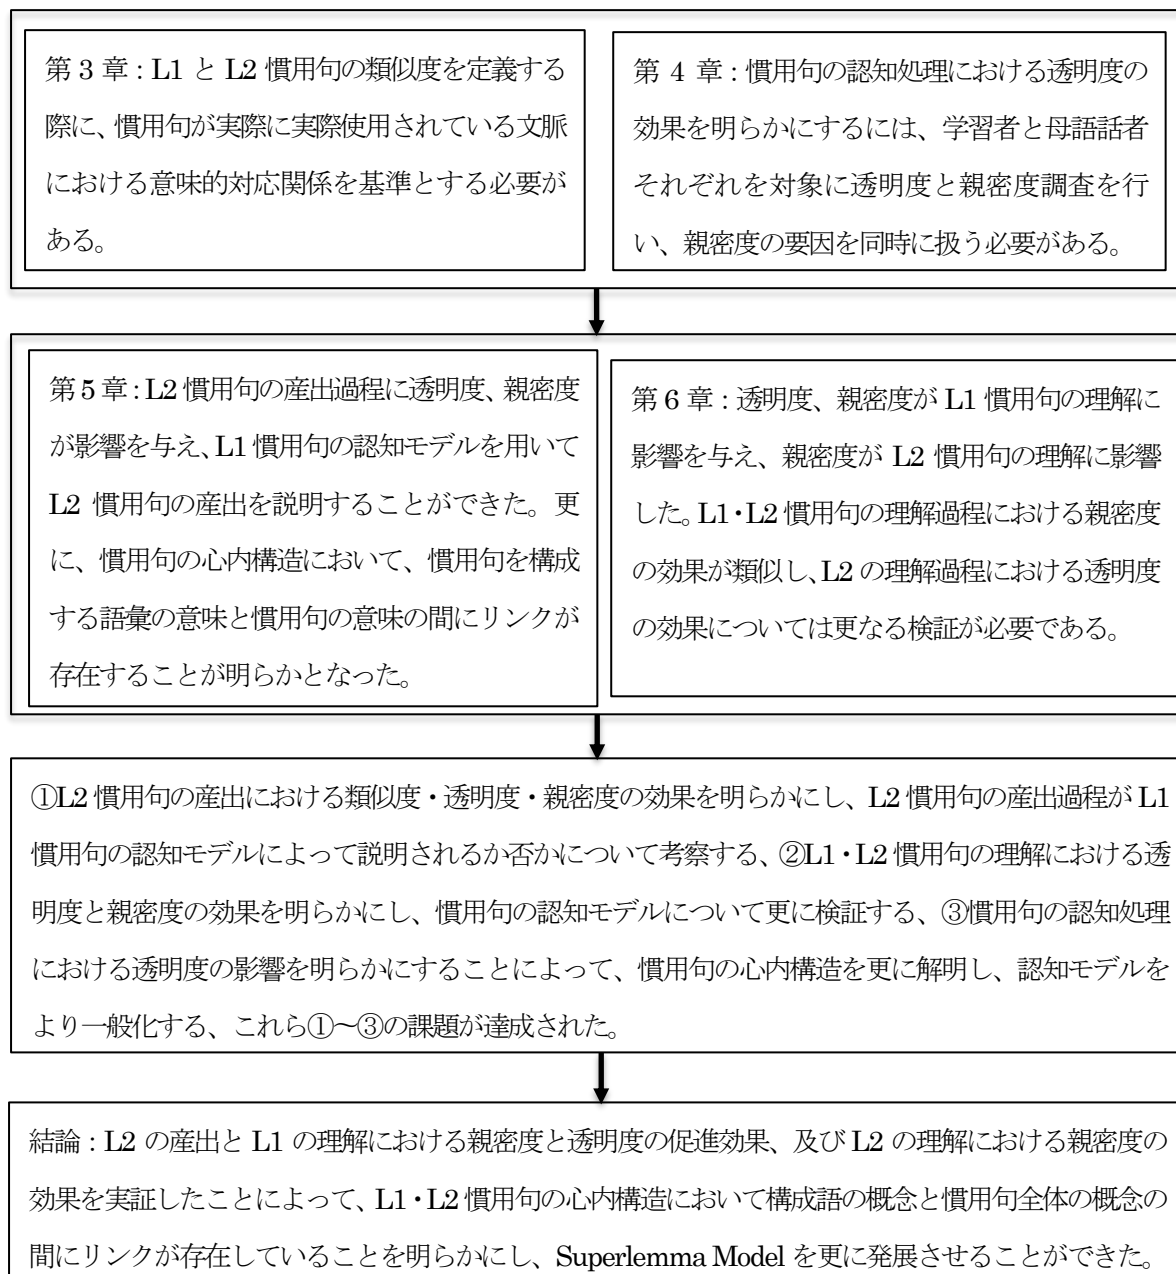 第3章：L1 と L2 慣用句の類似度を定義する
際に、慣用句が実際に実際使用されている文脈
における意味的対応関係を基準とする必要が
ある。
第 4 章：慣用句の認知処理における透明度の
効果を明らかにするには、学習者と母語話者
それぞれを対象に透明度と親密度調査を行
い、親密度の要因を同時に扱う必要がある。
第5章：L2 慣用句の産出過程に透明度、親密度
が影響を与え、L1 慣用句の認知モデルを用いて
L2 慣用句の産出を説明することができた。更
に、慣用句の心内構造において、慣用句を構成
する語彙の意味と慣用句の意味の間にリンクが
存在することが明らかとなった。
第6章：透明度、親密度が L1 慣用句の理解に
影響を与え、親密度が L2 慣用句の理解に影響
した。L1・L2 慣用句の理解過程における親密度
の効果が類似し、L2 の理解過程における透明度
の効果については更なる検証が必要である。
①L2 慣用句の産出における類似度・透明度・親密度の効果を明らかにし、L2 慣用句の産出過程が L1
慣用句の認知モデルによって説明されるか否かについて考察する、②L1・L2 慣用句の理解における透
明度と親密度の効果を明らかにし、慣用句の認知モデルについて更に検証する、③慣用句の認知処理
における透明度の影響を明らかにすることによって、慣用句の心内構造を更に解明し、認知モデルを
より一般化する、これら①～③の課題が達成された。
結論：L2 の産出と L1 の理解における親密度と透明度の促進効果、及び L2 の理解における親密度の
効果を実証したことによって、L1・L2 慣用句の心内構造において構成語の概念と慣用句全体の概念の
間にリンクが存在していることを明らかにし、Superlemma Model を更に発展させることができた。